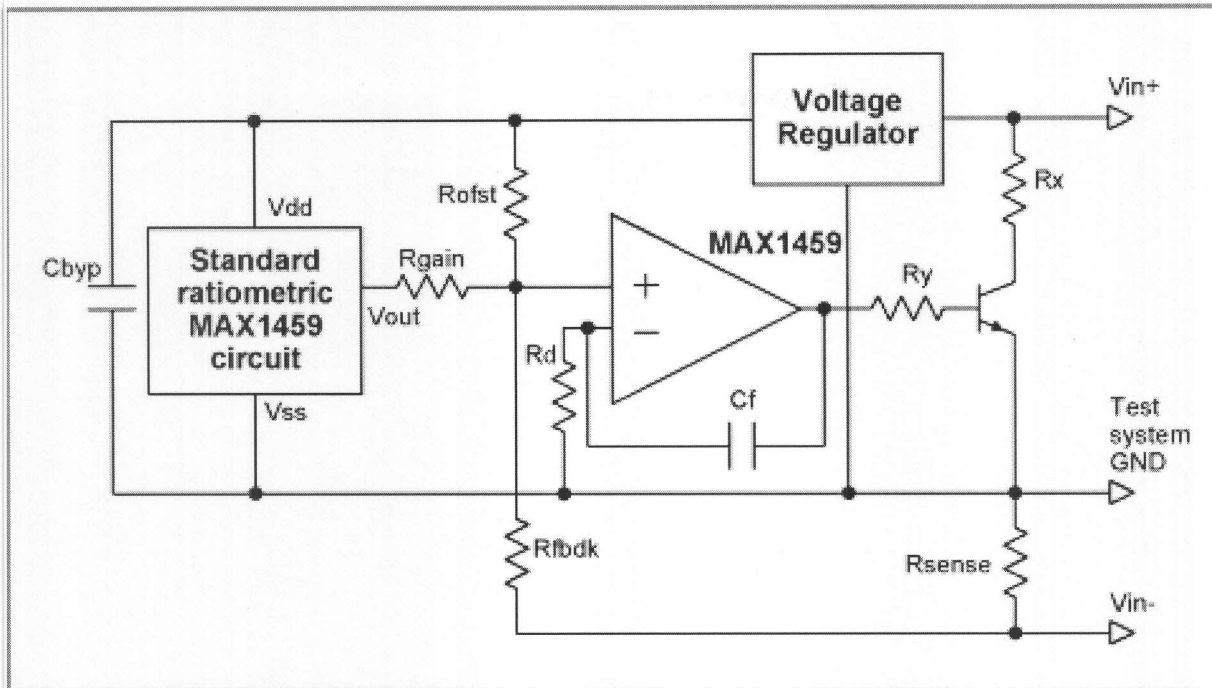 Voltage
Regulator
Vin+
Rofst
Rx
Vdd
MAX1459
Cbyp
Standard
ratiometric
MAX1459
circuit
Rgain
Vout
+
−
Ry
Rd
Cf
Vss
Test
system
GND
Rfbdk
Rsense
Vin-